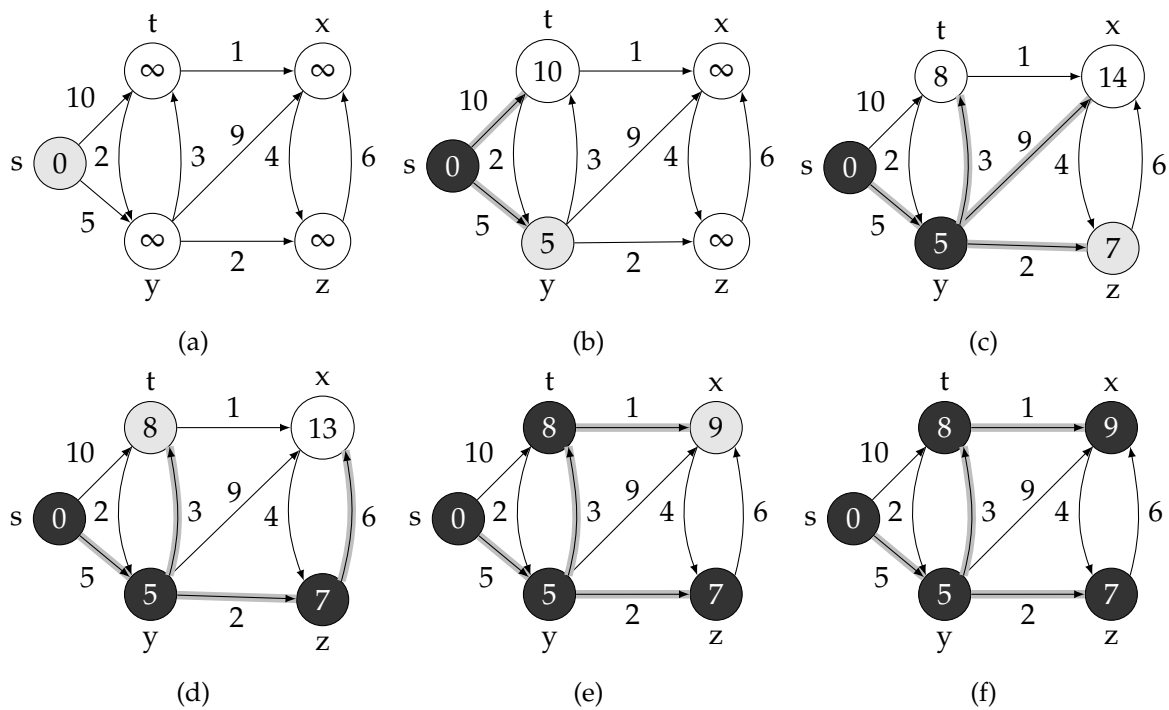 t x t x t x
∞ 1 ∞ 10 1 ∞ 8 1 14
10 2 3 9 4 6 10 2 3 9 4 6 10 2 3 9 4 6
s 0 s 0 s 0
5 ∞ 2 ∞ 5 5 2 ∞ 5 5 2 7
y z y z y z
(a) (b) (c)
t x t x t x
8 1 13 8 1 9 8 1 9
10 2 3 9 4 6 10 2 3 9 4 6 10 2 3 9 4 6
s 0 s 0 s 0
5 5 2 7 5 5 2 7 5 5 2 7
y z y z y z
(d) (e) (f)